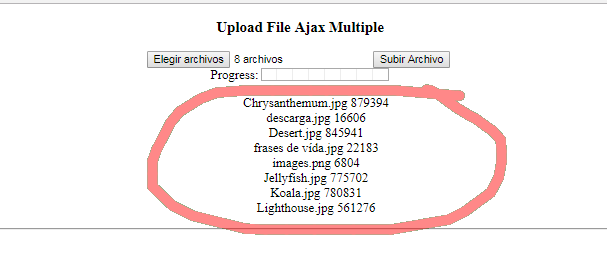 Upload File Ajax Multiple
Elegir archivos 8 archivos Subir Archivo
Progress:
Chrysanthemum.jpg 879394
descarga.jpg 16606
Desert.jpg 845941
frases de vída.jpg 22183
images.png 6804
Jellyfish.jpg 775702
Koala.jpg 780831
Lighthouse.jpg 561276